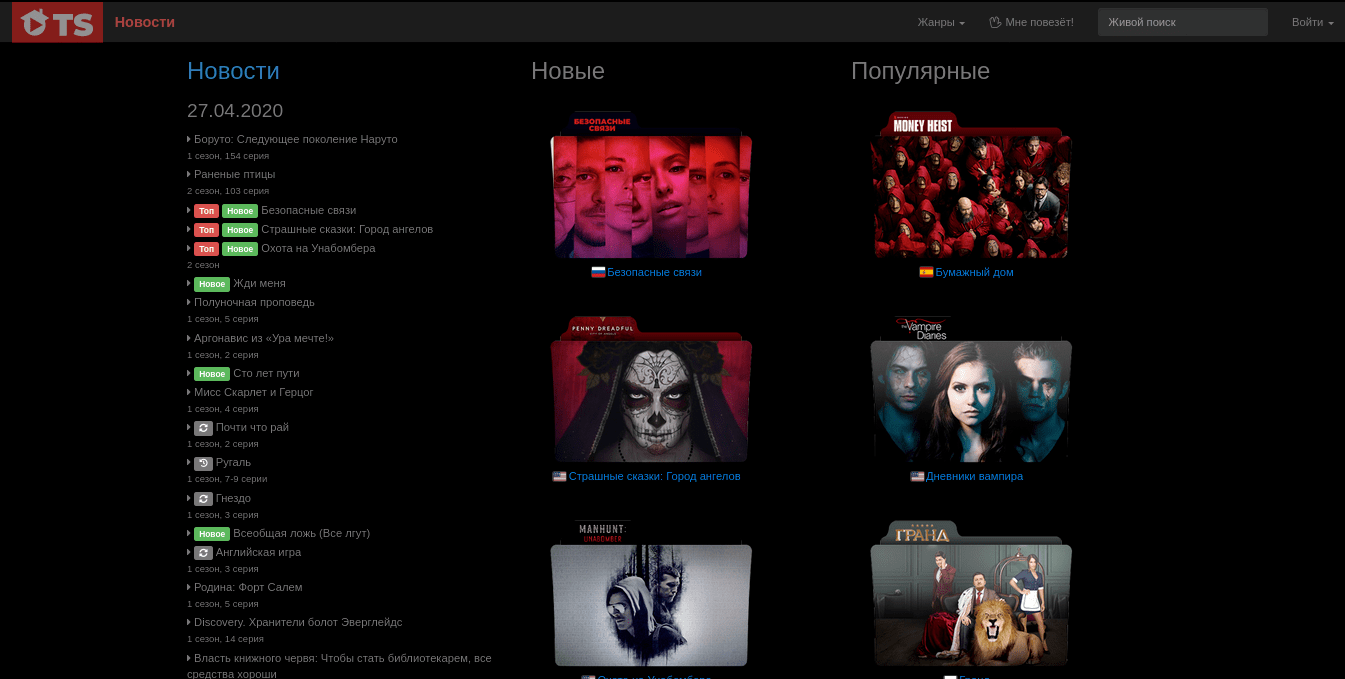 TS
Новости
Жанры
Мне повезёт!
Живой поиск
Войти
Новости
27.04.2020
Боруто: Следующее поколение Наруто
1 сезон, 154 серия
Раненые птицы
2 сезон, 103 серия
Топ Новое Безопасные связи
Топ Новое Страшные сказки: Город ангелов
Топ Новое Охота на Унабомбера
2 сезон
Новое Жди меня
Полуночная проповедь
1 сезон, 5 серия
Аргонавис из «Ура мечте!»
1 сезон, 2 серия
Новое Сто лет пути
Мисс Скарлет и Герцог
1 сезон, 4 серия
Почти что рай
1 сезон, 2 серия
Ругаль
1 сезон, 7-9 серии
Гнездо
1 сезон, 3 серия
Новое Всеобщая ложь (Все лгут)
Английская игра
1 сезон, 3 серия
Родина: Форт Салем
1 сезон, 5 серия
Discovery. Хранители болот Эверглейдс
1 сезон, 14 серия
Власть книжного червя: Чтобы стать библиотекарем, все
средства хороши
Новые
БЕЗОПАСНЫЕ
СВЯЗИ
Безопасные связи
PENNY DREADFUL
Страшные сказки: Город ангелов
MANHUNT:
UNABOMBER
Популярные
MONEY HEIST
Бумажный дом
The Vampire
Diaries
Дневники вампира
ГРАНД